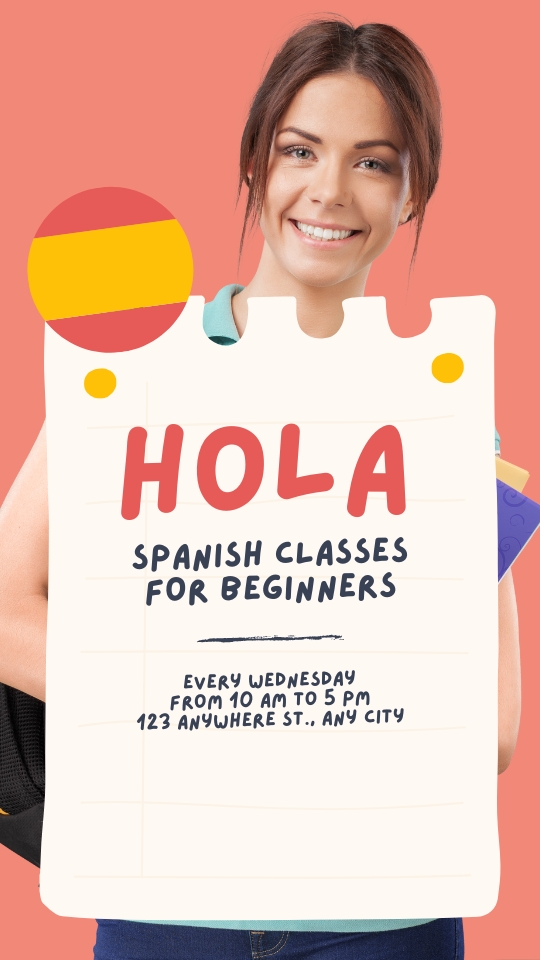 HOLA
SPANISH CLASSES
FOR BEGINNERS
EVERY WEDNESDAY
FROM 10 AM TO 5 PM
123 ANYWHERE ST., ANY CITY